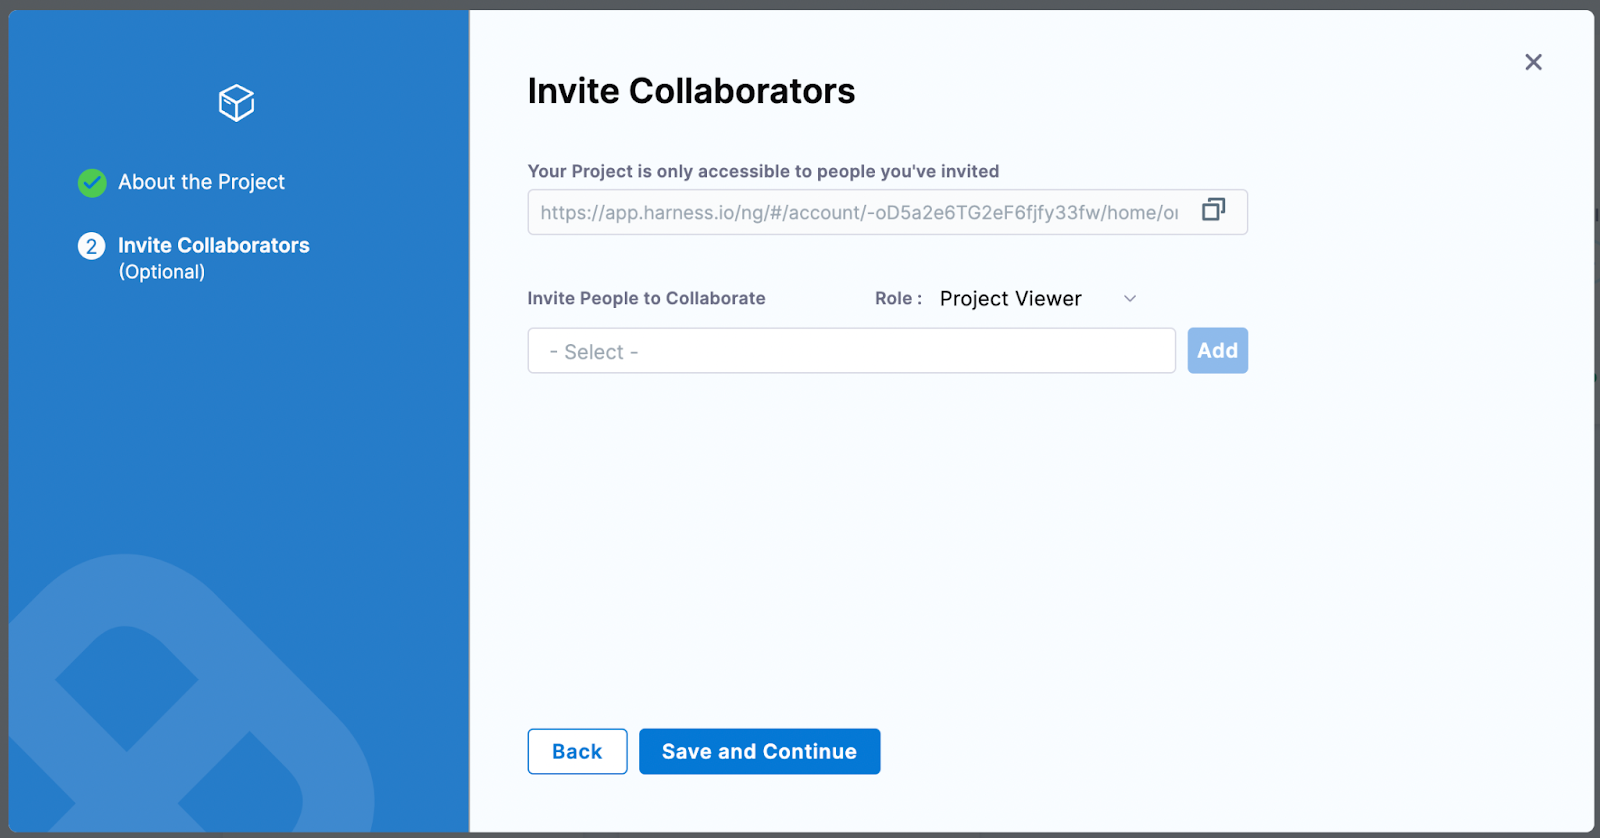 About the Project
2 Invite Collaborators
(Optional)
Invite Collaborators
Your Project is only accessible to people you've invited
https://app.harness.io/ng/#/account/-oD5a2e6TG2eF6fjfy33fw/home/or
Invite People to Collaborate Role : Project Viewer
- Select - Add
Back Save and Continue